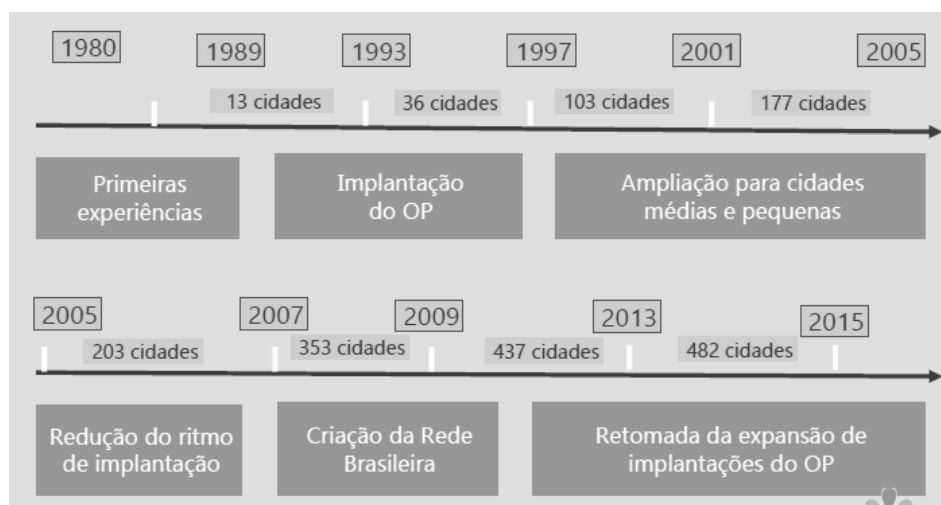 1980
1989
1993
1997
2001
2005
13 cidades
36 cidades
103 cidades
177 cidades
Primeiras
experiências
Implantação
do OP
Ampliação para cidades
médias e pequenas
2005
2007
2009
2013
2015
203 cidades
353 cidades
437 cidades
482 cidades
Redução do ritmo
de implantação
Criação da Rede
Brasileira
Retomada da expansão de
implantações do OP